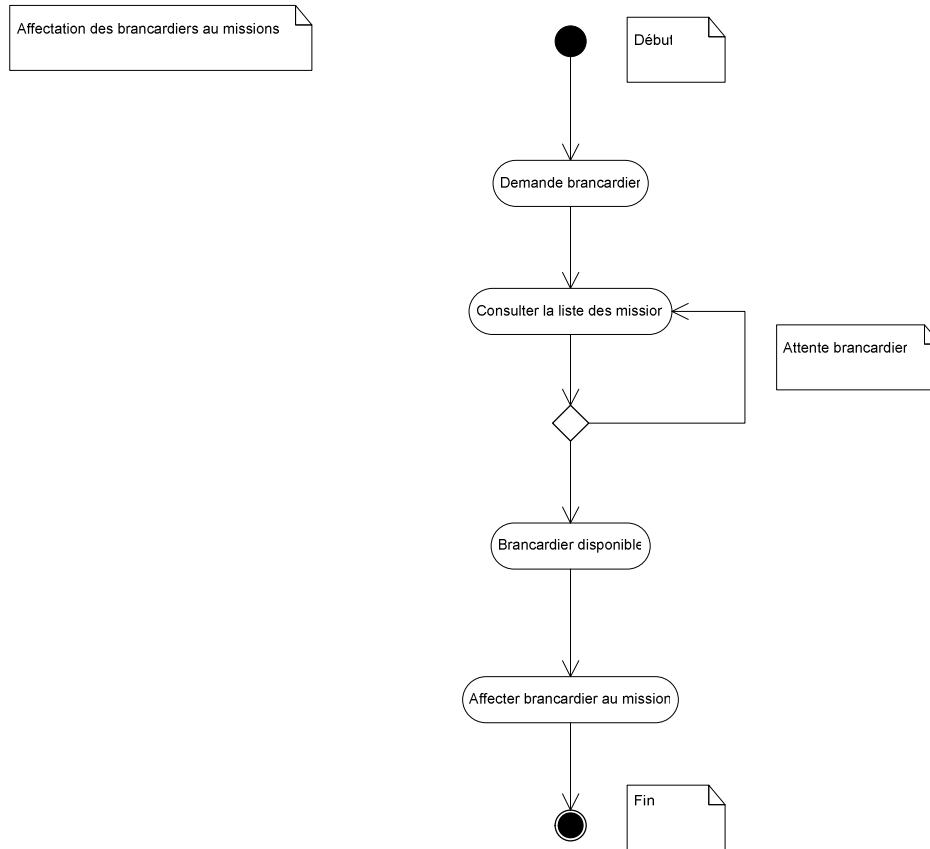 Affectation des brancardiers au missions
Début
Demande brancardier
Consulter la liste des mission
Attente brancardier
Brancardier disponible
Affecter brancardier au mission
Fin